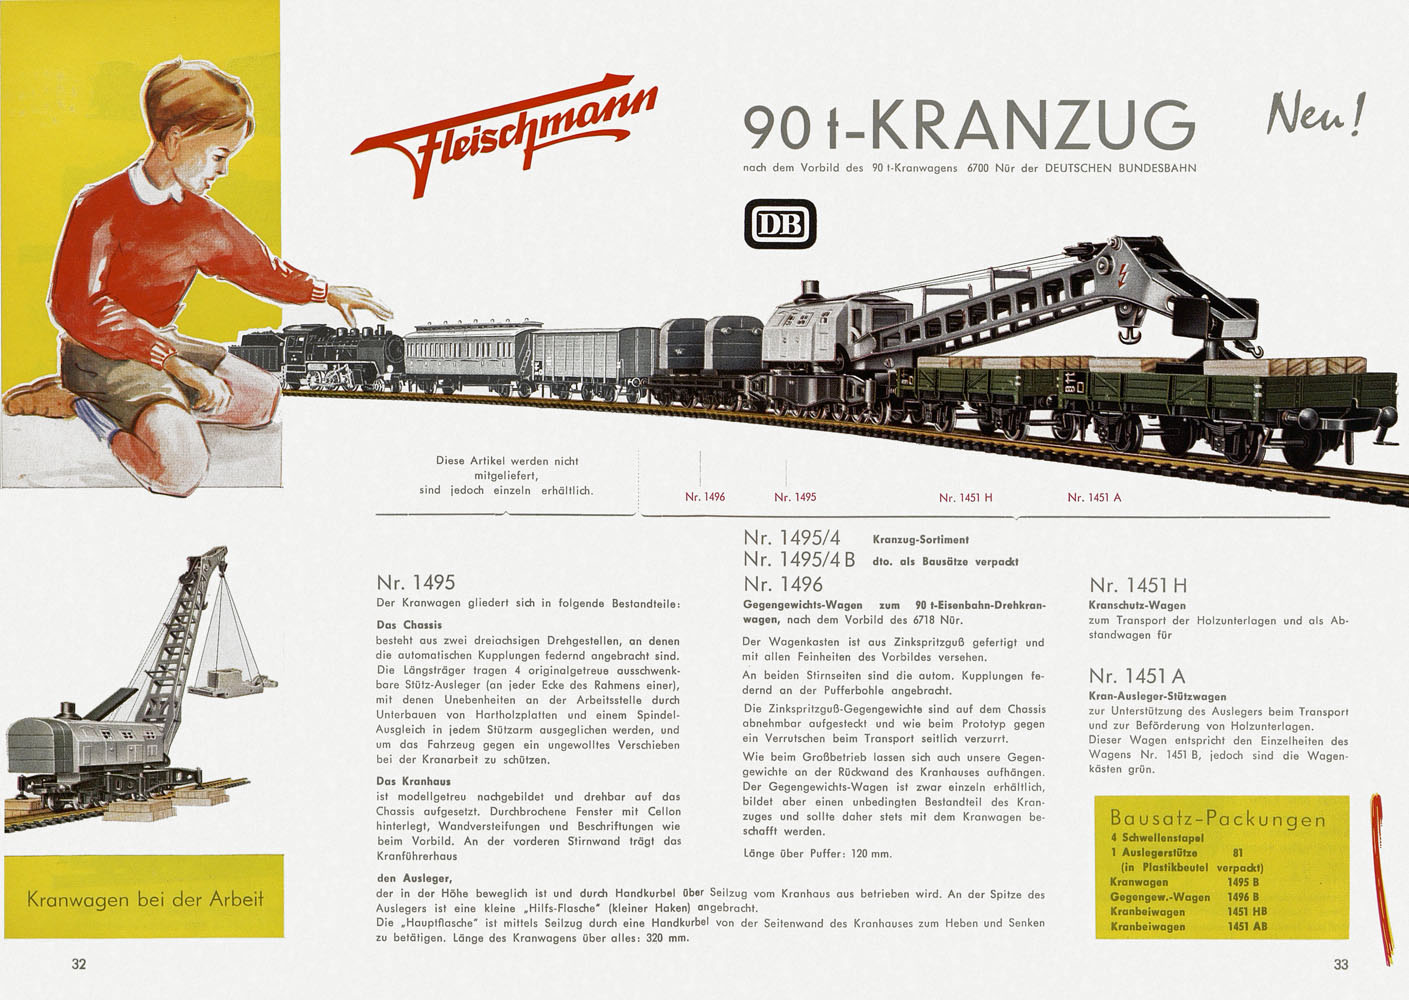 Fleischmann
90 t-KRANZUG
Neu!
nach dem Vorbild des 90 t-Kranwagens 6700 Nür der DEUTSCHEN BUNDESBAHN
DB
Diese Artikel werden nicht
mitgeliefert,
sind jedoch einzeln erhältlich.
Nr. 1496
Nr. 1495
Nr. 1451 H
Nr. 1451 A
Kranwagen bei der Arbeit
32
Nr. 1495
Der Kranwagen gliedert sich in folgende Bestandteile:
Das Chassis
besteht aus zwei dreiachsigen Drehgestellen, an denen
die automatischen Kupplungen federnd angebracht sind.
Die Längsträger tragen 4 originalgetreue ausschwenk-
bare Stütz-Ausleger (an jeder Ecke des Rahmens einer),
mit denen Unebenheiten an der Arbeitsstelle durch
Unterbauen von Hartholzplatten und einem Spindel-
Ausgleich in jedem Stützarm ausgeglichen werden, und
um das Fahrzeug gegen ein ungewolltes Verschieben
bei der Kranarbeit zu schützen.
Das Kranhaus
ist modellgetreu nachgebildet und drehbar auf das
Chassis aufgesetzt. Durchbrochene Fenster mit Cellon
hinterlegt, Wandversteifungen und Beschriftungen wie
beim Vorbild. An der vorderen Stirnwand trägt das
Kranführerhaus
den Ausleger,
der in der Höhe beweglich ist und durch Handkurbel über Seilzug vom Kranhaus aus betrieben wird. An der Spitze des
Auslegers ist eine kleine „Hilfs-Flasche" (kleiner Haken) angebracht.
Die „Hauptflasche" ist mittels Seilzug durch eine Handkurbel von der Seitenwand des Kranhauses zum Heben und Senken
zu betätigen. Länge des Kranwagens über alles: 320 mm.
Nr. 1495/4 Kranzug-Sortiment
Nr. 1495/4 B dto. als Bausätze verpackt
Nr. 1496
Gegengewichts-Wagen zum 90 t-Eisenbahn-Drehkran-
wagen, nach dem Vorbild des 6718 Nür.
Der Wagenkasten ist aus Zinkspritzguß gefertigt und
mit allen Feinheiten des Vorbildes versehen.
An beiden Stirnseiten sind die autom. Kupplungen fe-
dernd an der Pufferbohle angebracht.
Die Zinkspritzguß-Gegengewichte sind auf dem Chassis
abnehmbar aufgesteckt und wie beim Prototyp gegen
ein Verrutschen beim Transport seitlich verzurrt.
Wie beim Großbetrieb lassen sich auch unsere Gegen-
gewichte an der Rückwand des Kranhauses aufhängen.
Der Gegengewichts-Wagen ist zwar einzeln erhältlich,
bildet aber einen unbedingten Bestandteil des Kran-
zuges und sollte daher stets mit dem Kranwagen be-
schafft werden.
Länge über Puffer: 120 mm.
Nr. 1451 H
Kranschutz-Wagen
zum Transport der Holzunterlagen und als Ab-
standwagen für
Nr. 1451 A
Kran-Ausleger-Stützwagen
zur Unterstützung des Auslegers beim Transport
und zur Beförderung von Holzunterlagen.
Dieser Wagen entspricht den Einzelheiten des
Wagens Nr. 1451 B, jedoch sind die Wagen-
kästen grün.
Bausatz-Packungen
4 Schwellenstapel
1 Auslegerstütze 81
(in Plastikbeutel verpackt)
Kranwagen 1495 B
Gegengew.-Wagen 1496 B
Kranbeiwagen 1451 HB
Kranbeiwagen 1451 AB
33